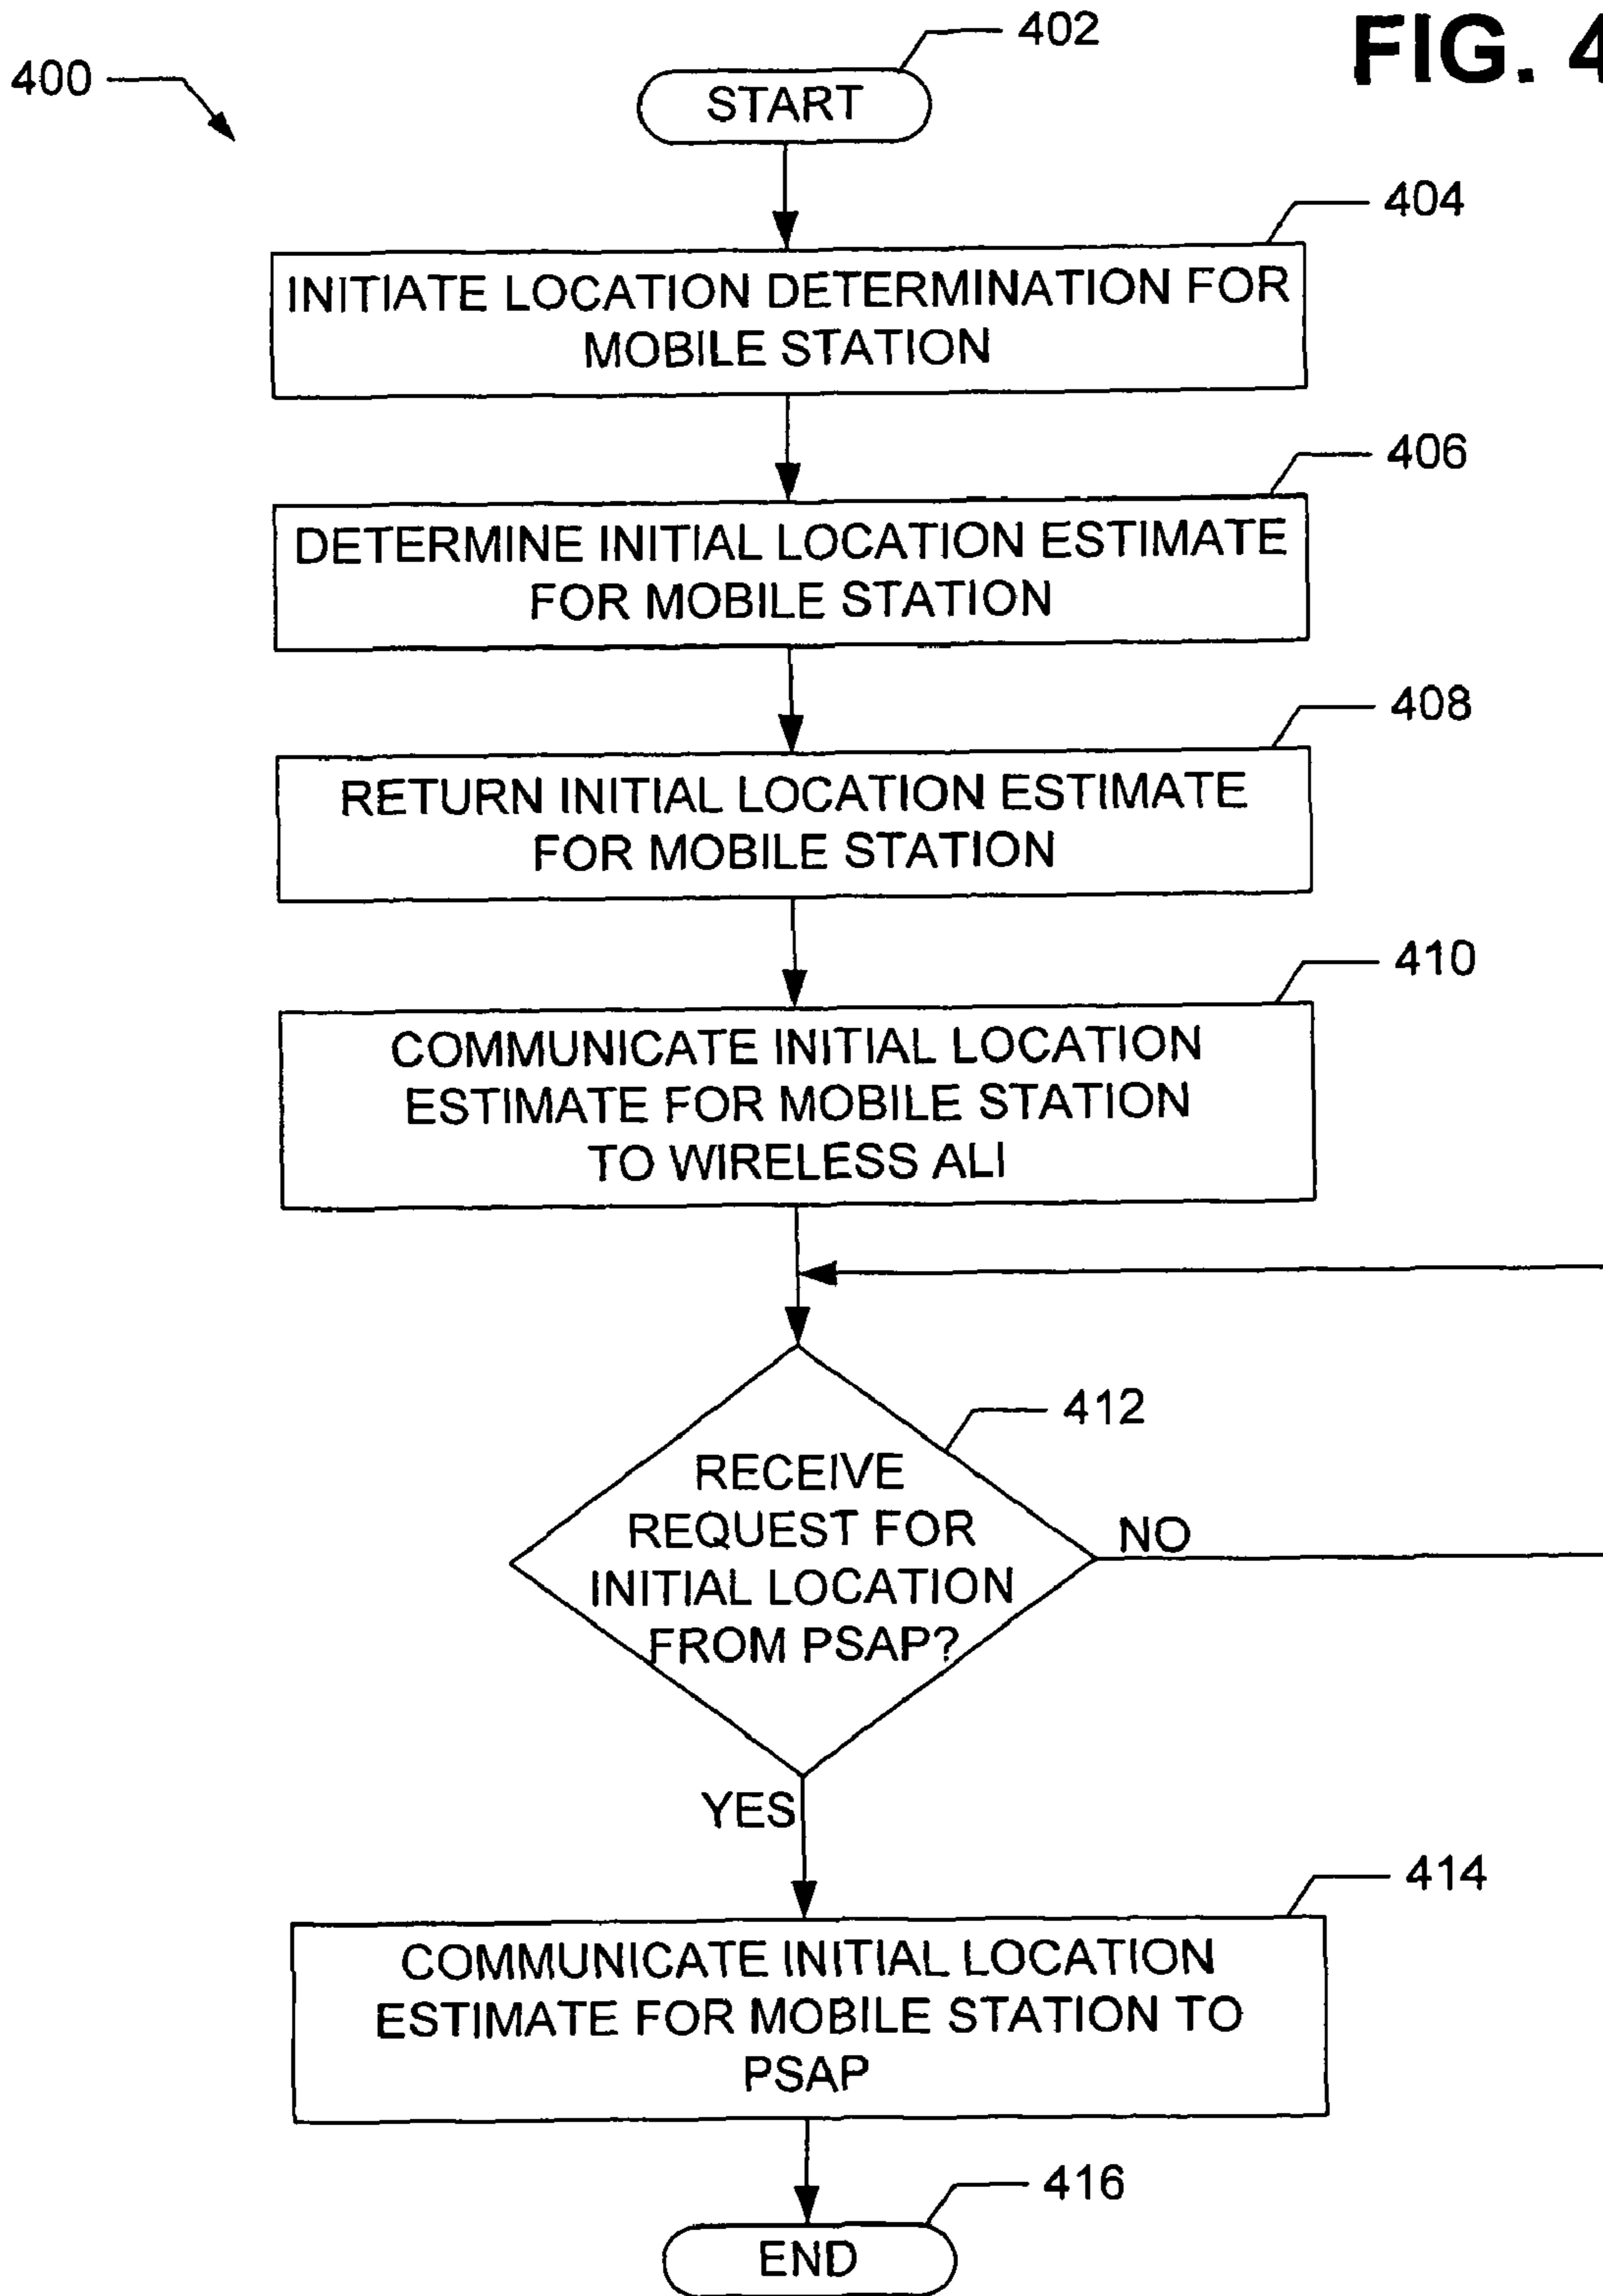 FIG. 4
400
402
START
404
INITIATE LOCATION DETERMINATION FOR
MOBILE STATION
406
DETERMINE INITIAL LOCATION ESTIMATE
FOR MOBILE STATION
408
RETURN INITIAL LOCATION ESTIMATE
FOR MOBILE STATION
410
COMMUNICATE INITIAL LOCATION
ESTIMATE FOR MOBILE STATION
TO WIRELESS ALI
412
RECEIVE
REQUEST FOR
INITIAL LOCATION
FROM PSAP?
NO
YES
414
COMMUNICATE INITIAL LOCATION
ESTIMATE FOR MOBILE STATION TO
PSAP
416
END